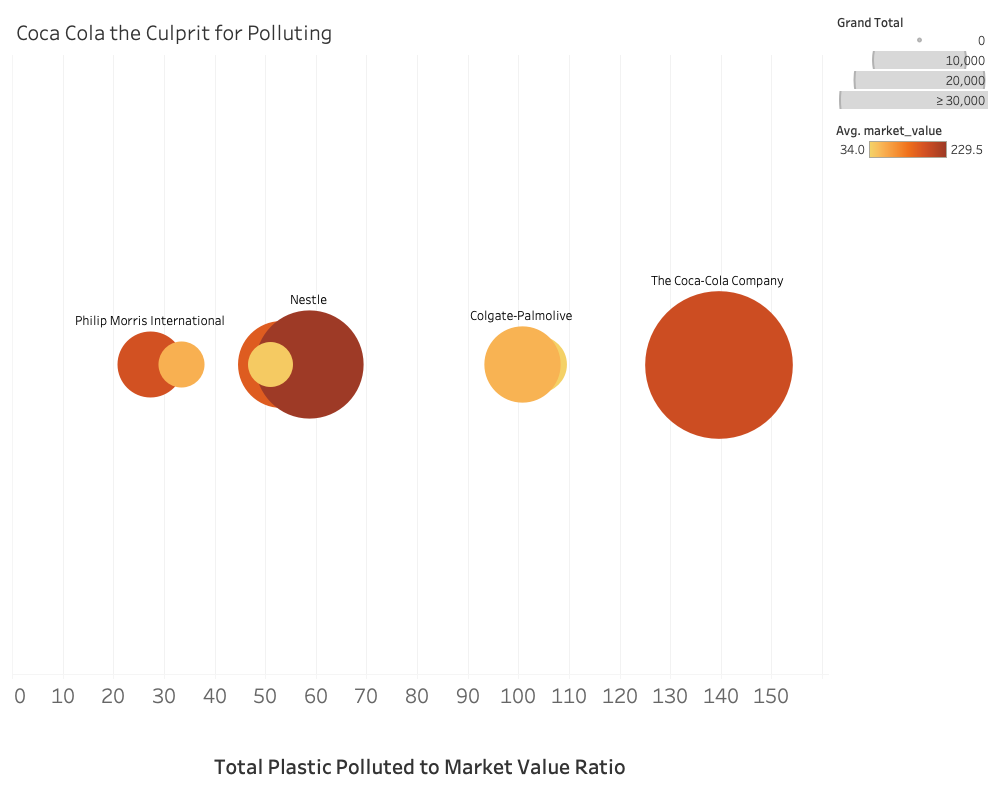 Coca Cola the Culprit for Polluting
Grand Total
0
10,000
20,000
≥ 30,000
Avg. market_value
34.0 229.5
The Coca-Cola Company
Nestle
Colgate-Palmolive
Philip Morris International
0 10 20 30 40 50 60 70 80 90 100 110 120 130 140 150
Total Plastic Polluted to Market Value Ratio